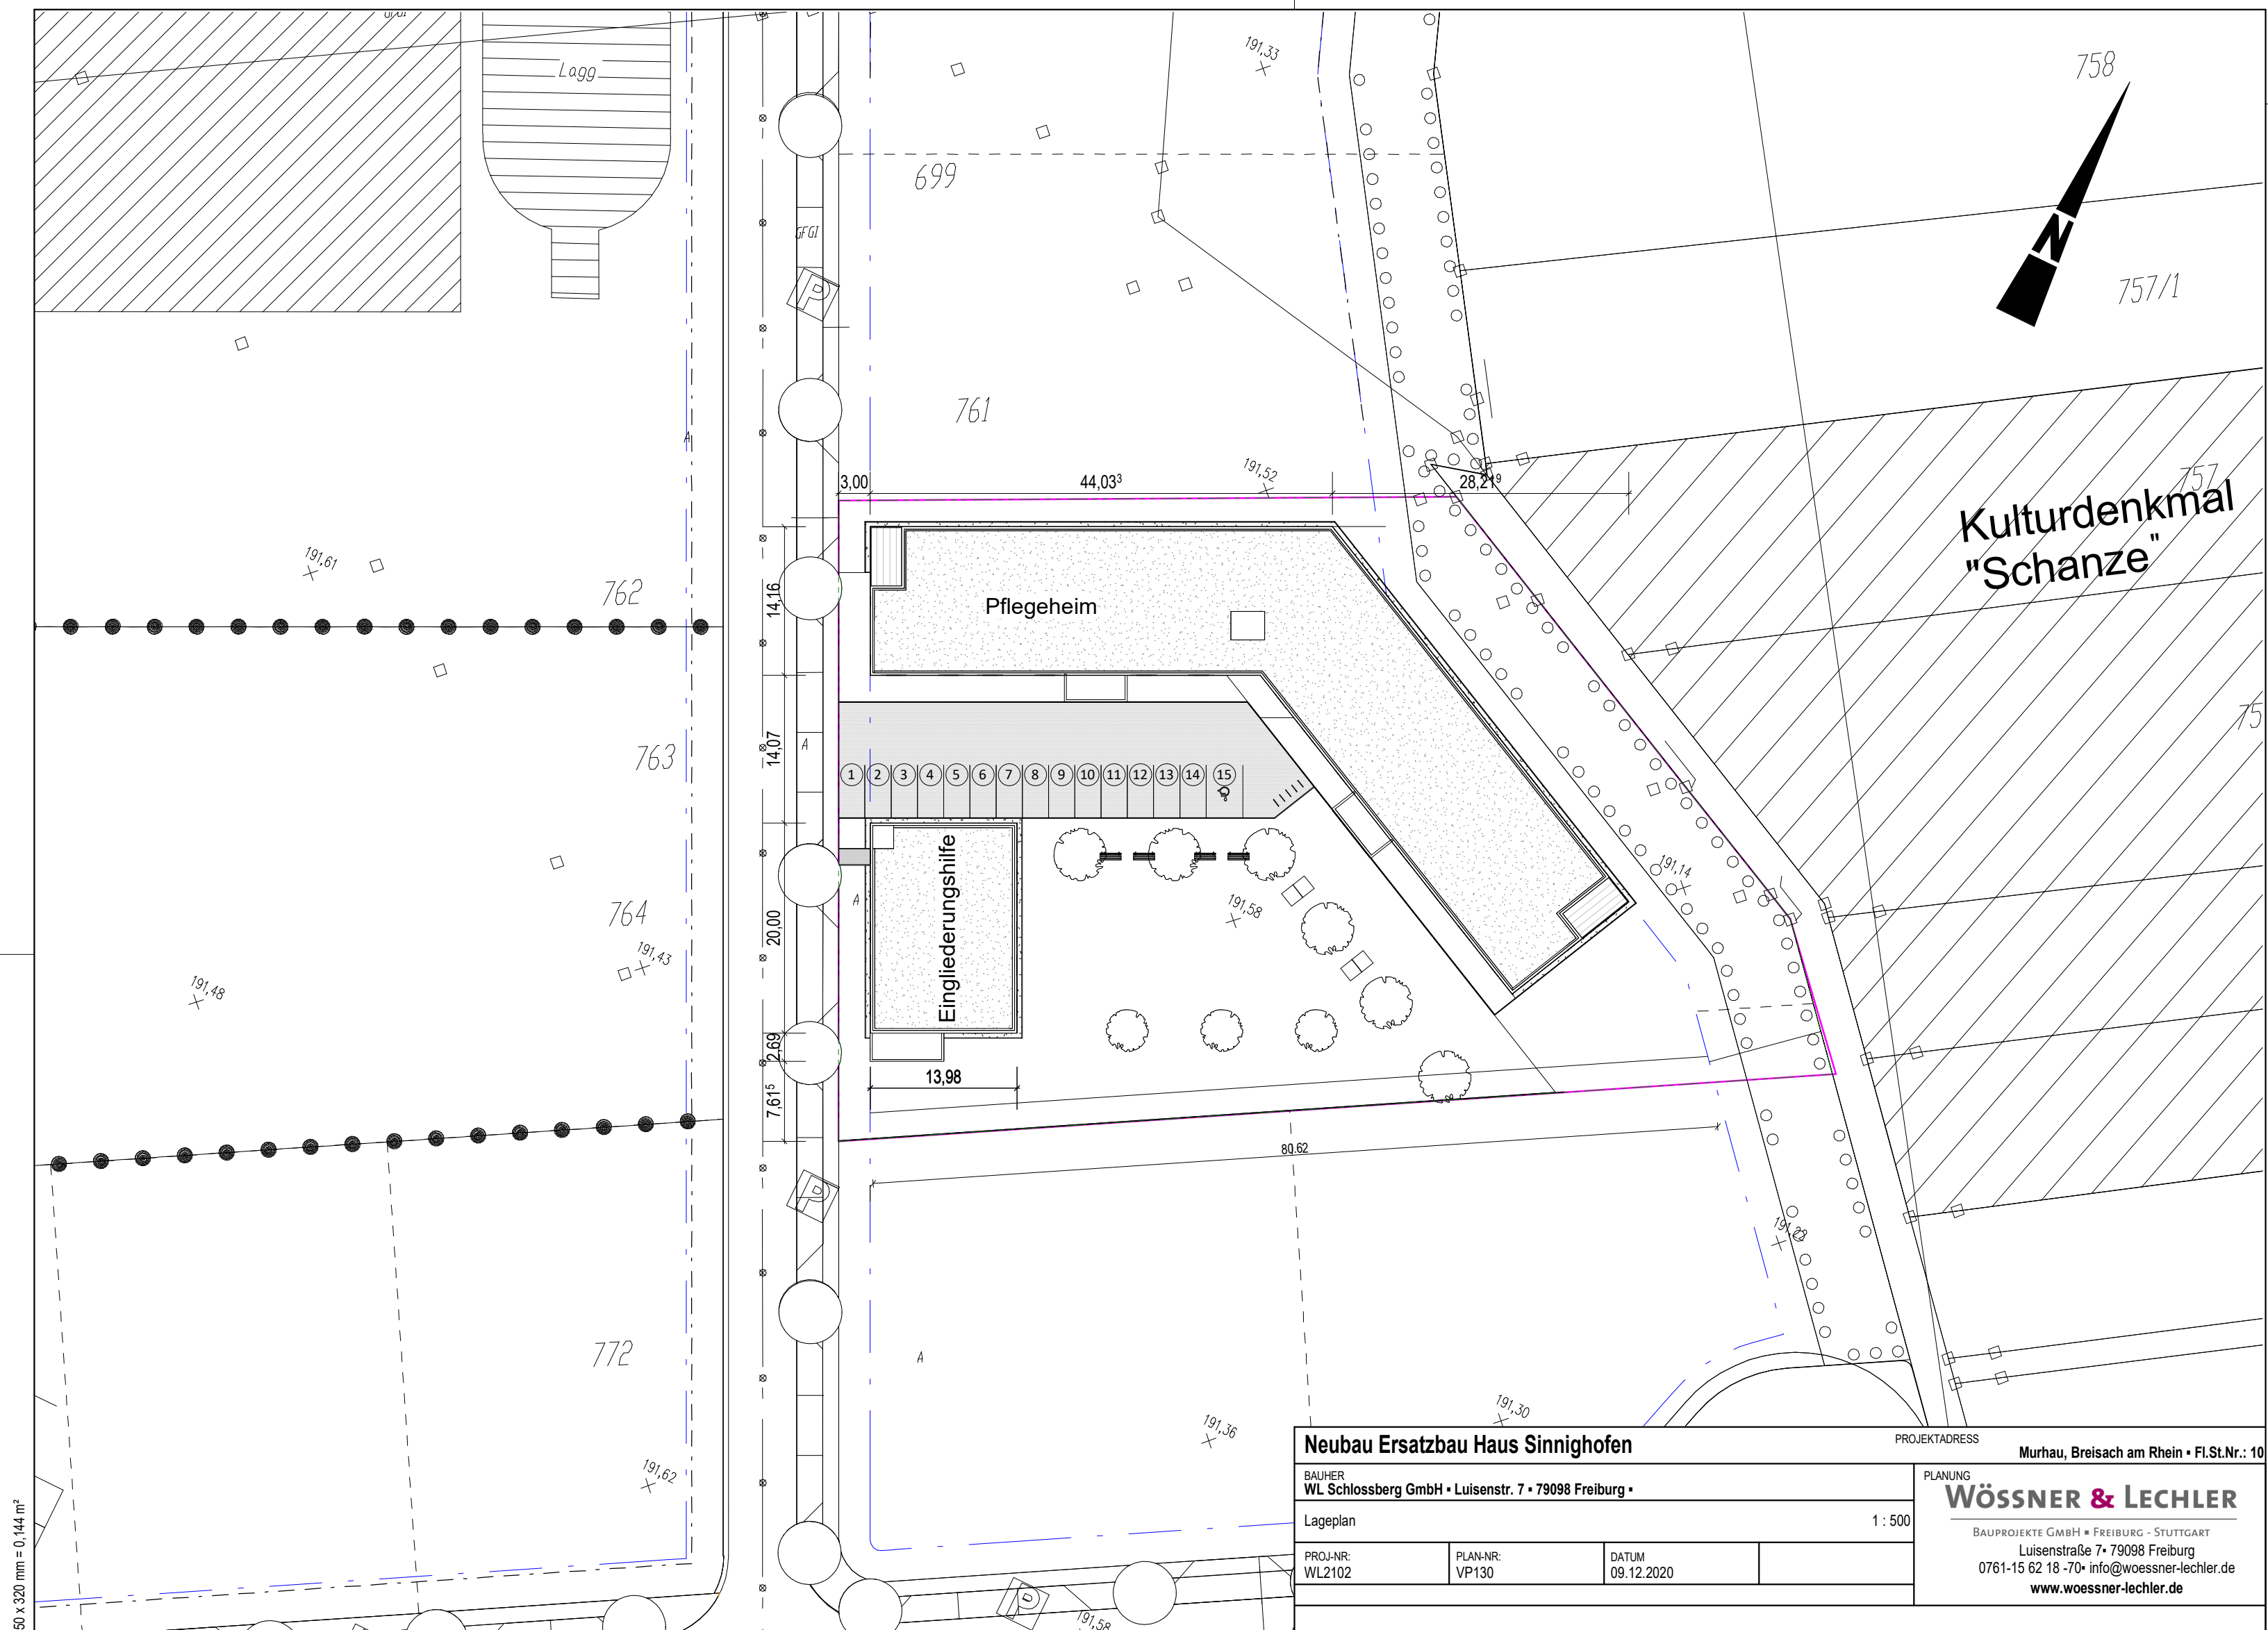 Lagg
191,33
758
699
GFGl
757/1
761
191,52
3,00
44,03³
28,21⁹
757
Kulturdenkmal
"Schanze"
191,61
762
14,16
Pflegeheim
75
763
14,07
A
A
1 2 3 4 5 6 7 8 9 10 11 12 13 14 15
Eingliederungshilfe
191,14
764
A
191,58
191,43
20,00
191,48
2,69
13,98
7,61⁵
80.62
772
A
191,36
191,30
191,62
191,58
50 x 320 mm = 0,144 m²
Neubau Ersatzbau Haus Sinnighofen
PROJEKTADRESS
Murhau, Breisach am Rhein ▪ Fl.St.Nr.: 10
BAUHER
WL Schlossberg GmbH ▪ Luisenstr. 7 ▪ 79098 Freiburg ▪
Lageplan 1 : 500
PROJ-NR:
WL2102
PLAN-NR:
VP130
DATUM
09.12.2020
PLANUNG
WÖSSNER & LECHLER
BAUPROJEKTE GMBH ▪ FREIBURG - STUTTGART
Luisenstraße 7▪ 79098 Freiburg
0761-15 62 18 -70▪ info@woessner-lechler.de
www.woessner-lechler.de
N
P
P
P